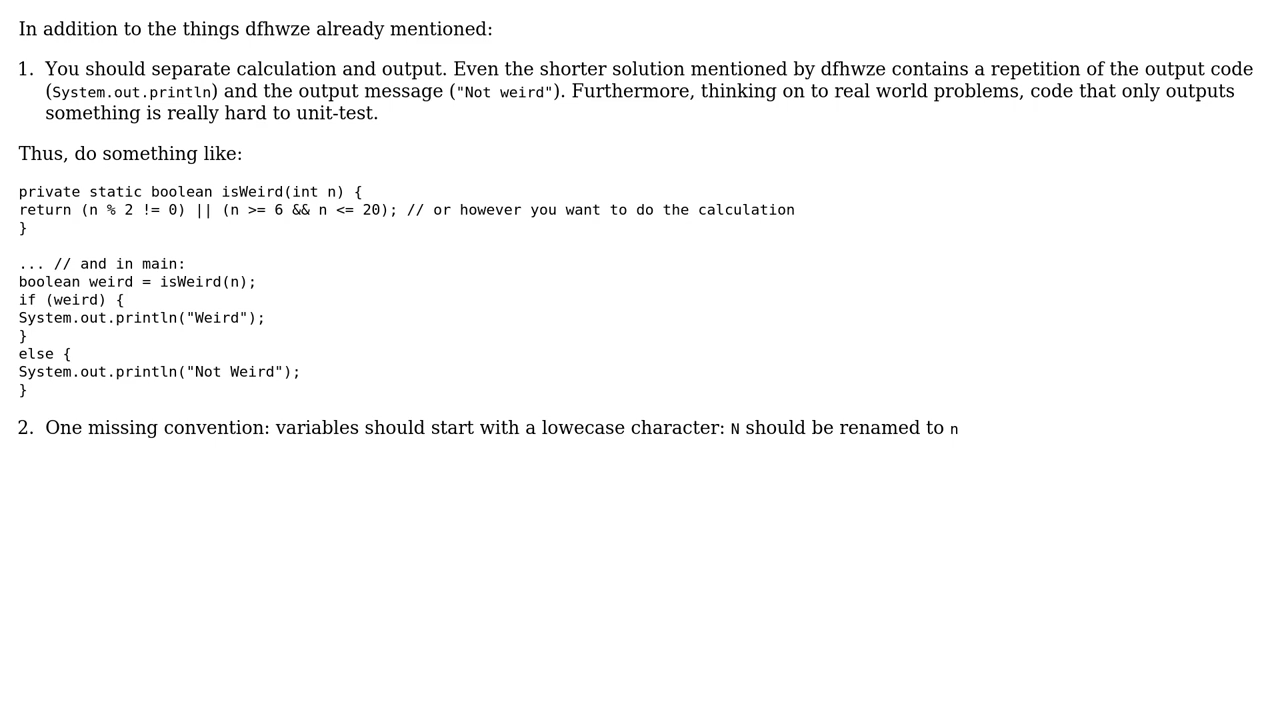 In addition to the things dfhwze already mentioned:
1. You should separate calculation and output. Even the shorter solution mentioned by dfhwze contains a repetition of the output code
(System.out.println) and the output message ("Not weird"). Furthermore, thinking on to real world problems, code that only outputs
something is really hard to unit-test.
Thus, do something like:
private static boolean isWeird(int n) {
return (n % 2 != 0) || (n >= 6 && n <= 20); // or however you want to do the calculation
}
... // and in main:
boolean weird = isWeird(n);
if (weird) {
System.out.println("Weird");
}
else {
System.out.println("Not Weird");
}
2. One missing convention: variables should start with a lowecase character: N should be renamed to n